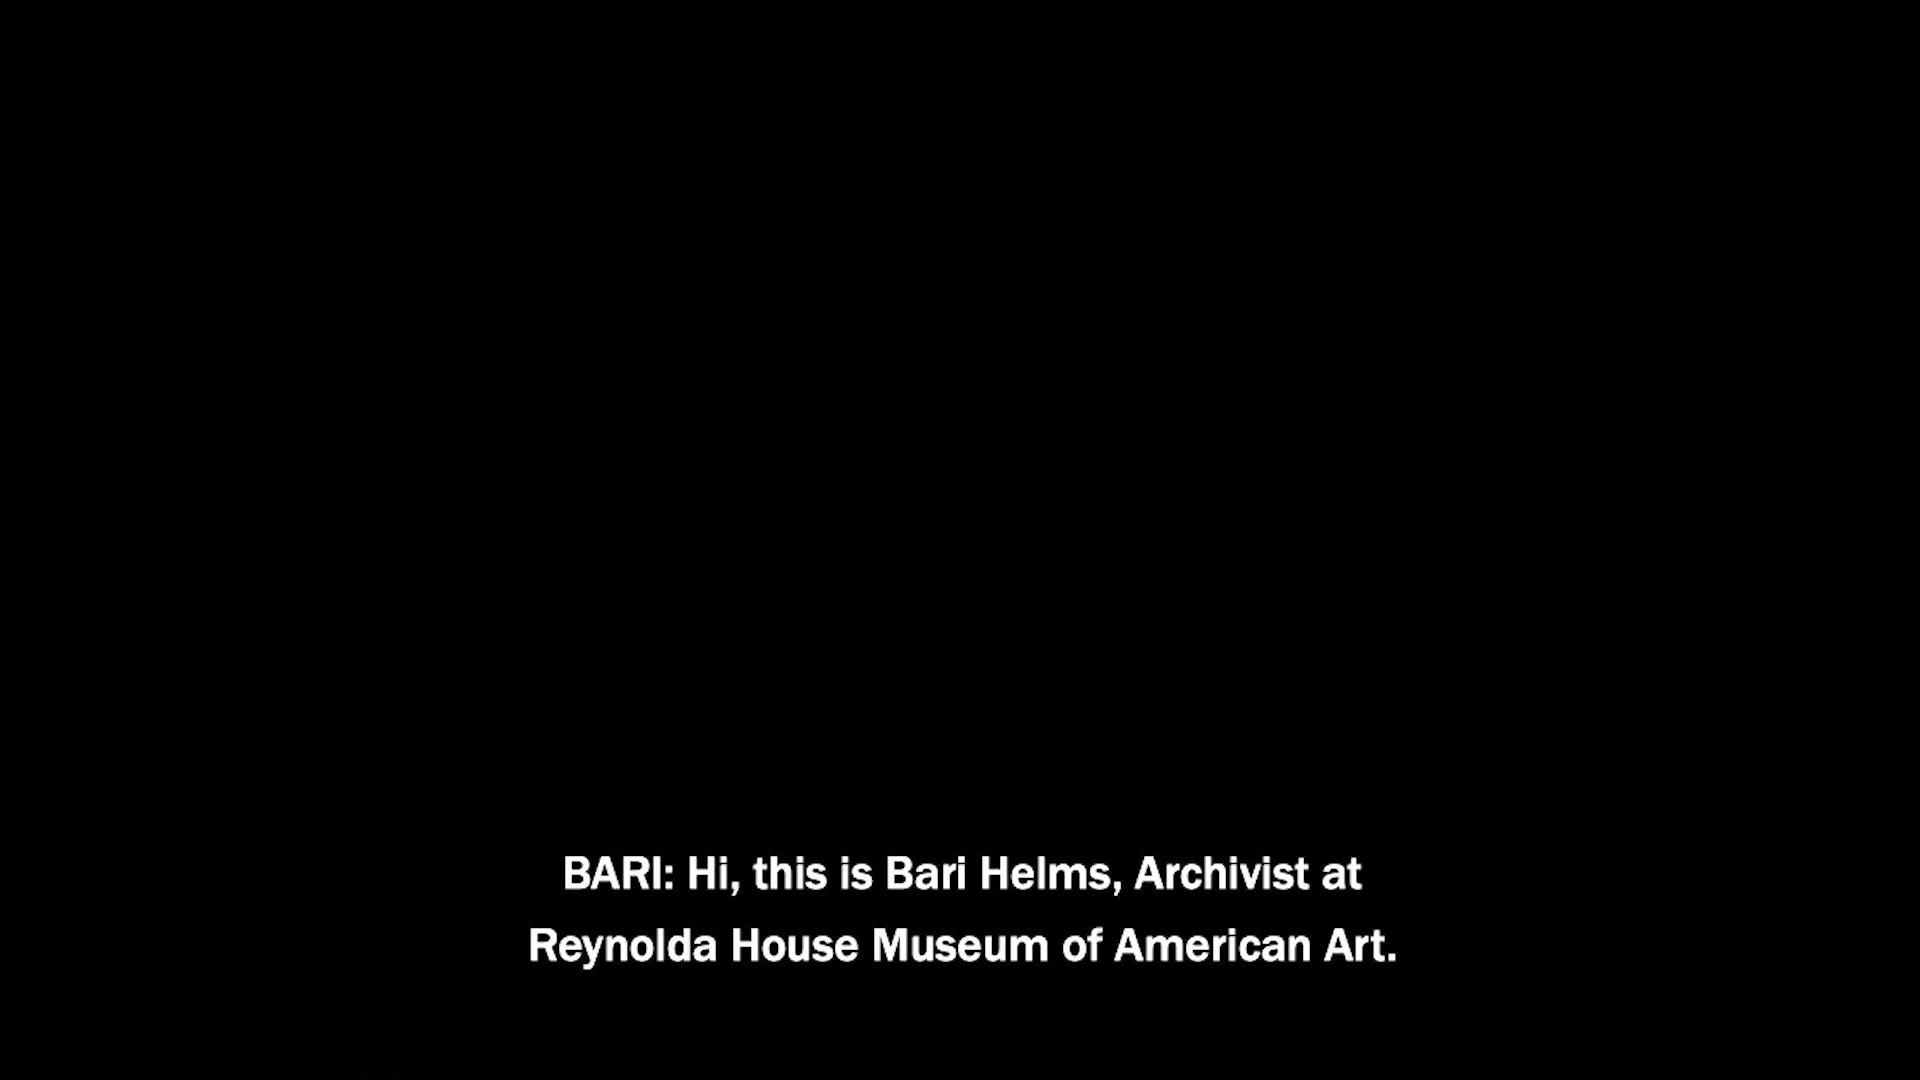 BARI: Hi, this is Bari Helms, Archivist at
Reynolda House Museum of American Art.